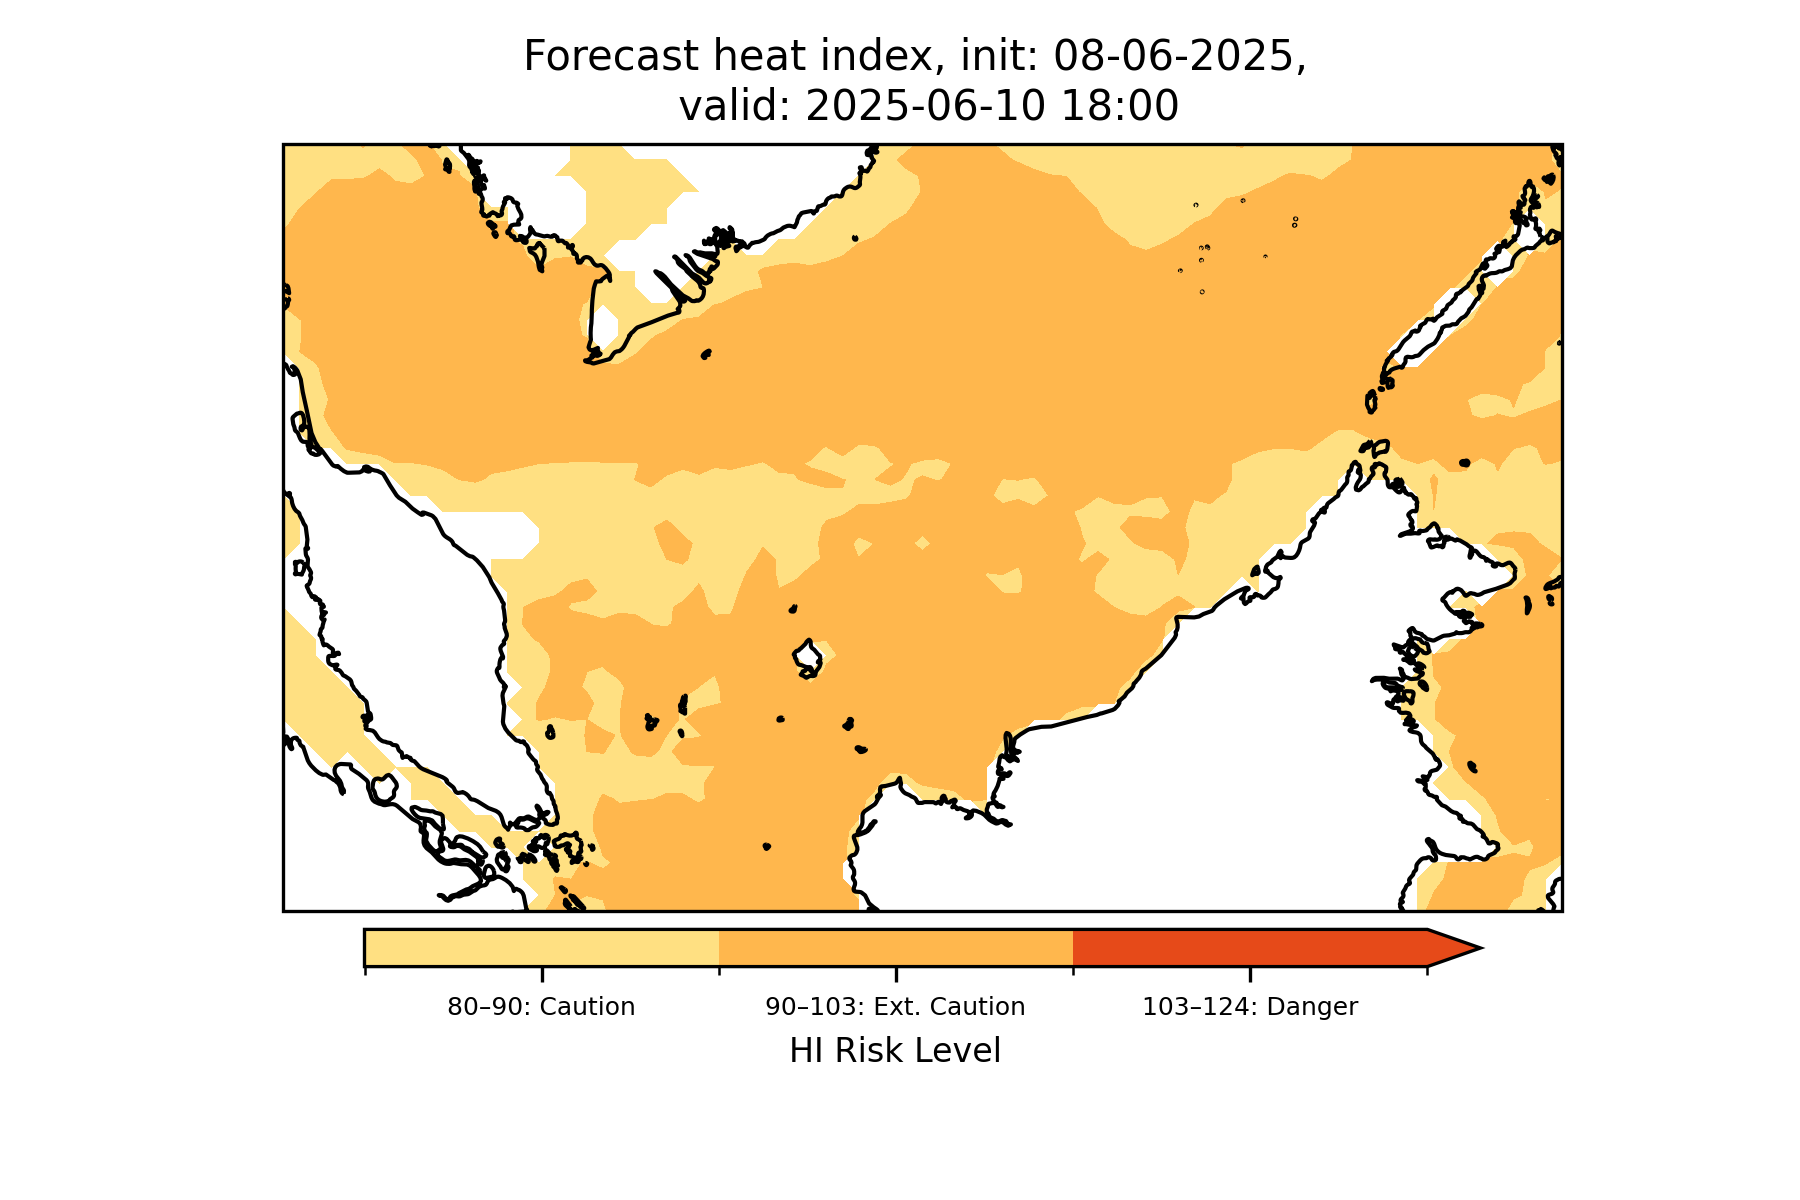 Forecast heat index, init: 08-06-2025,
valid: 2025-06-10 18:00
80–90: Caution
90–103: Ext. Caution
103–124: Danger
HI Risk Level